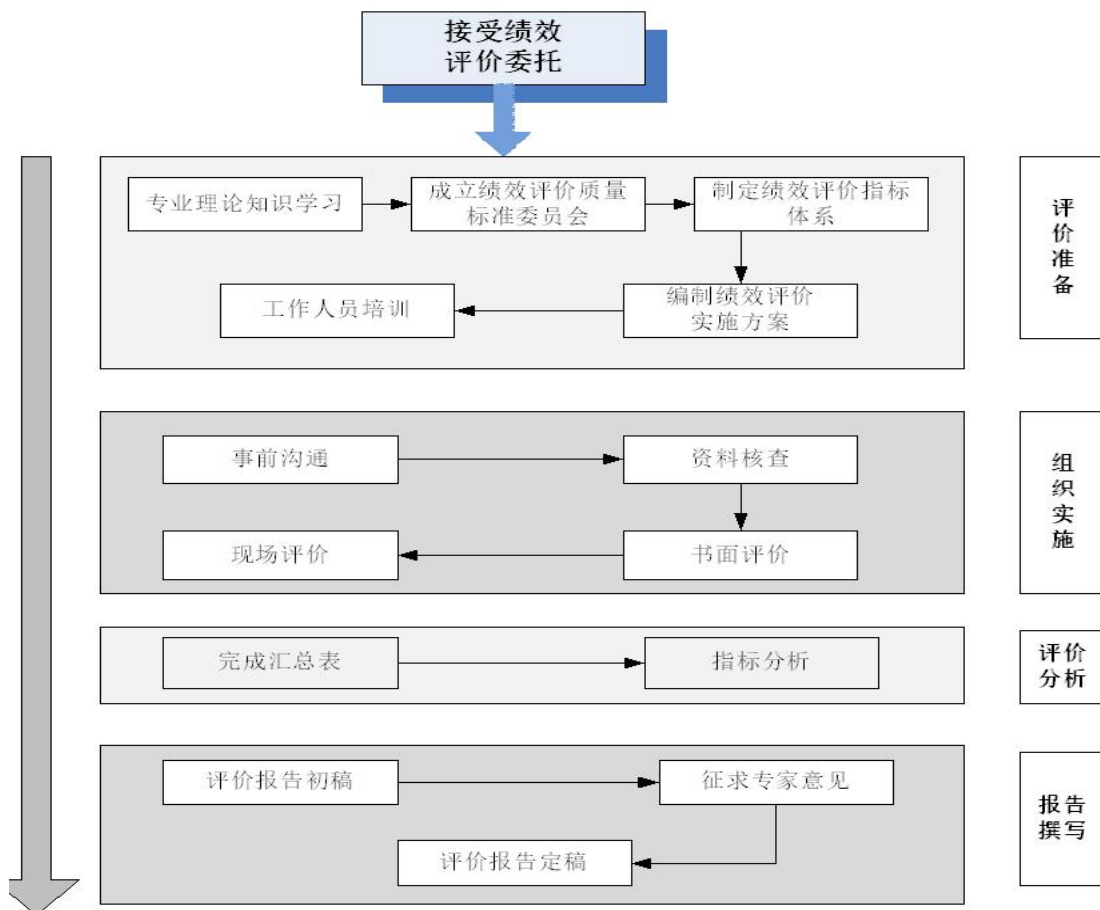 接受绩效
评价委托
专业理论知识学习
成立绩效评价质量
标准委员会
制定绩效评价指标
体系
工作人员培训
编制绩效评价
实施方案
评
价
准
备
事前沟通
资料核查
现场评价
书面评价
组
织
实
施
完成汇总表
指标分析
评价
分析
评价报告初稿
征求专家意见
评价报告定稿
报告
撰写